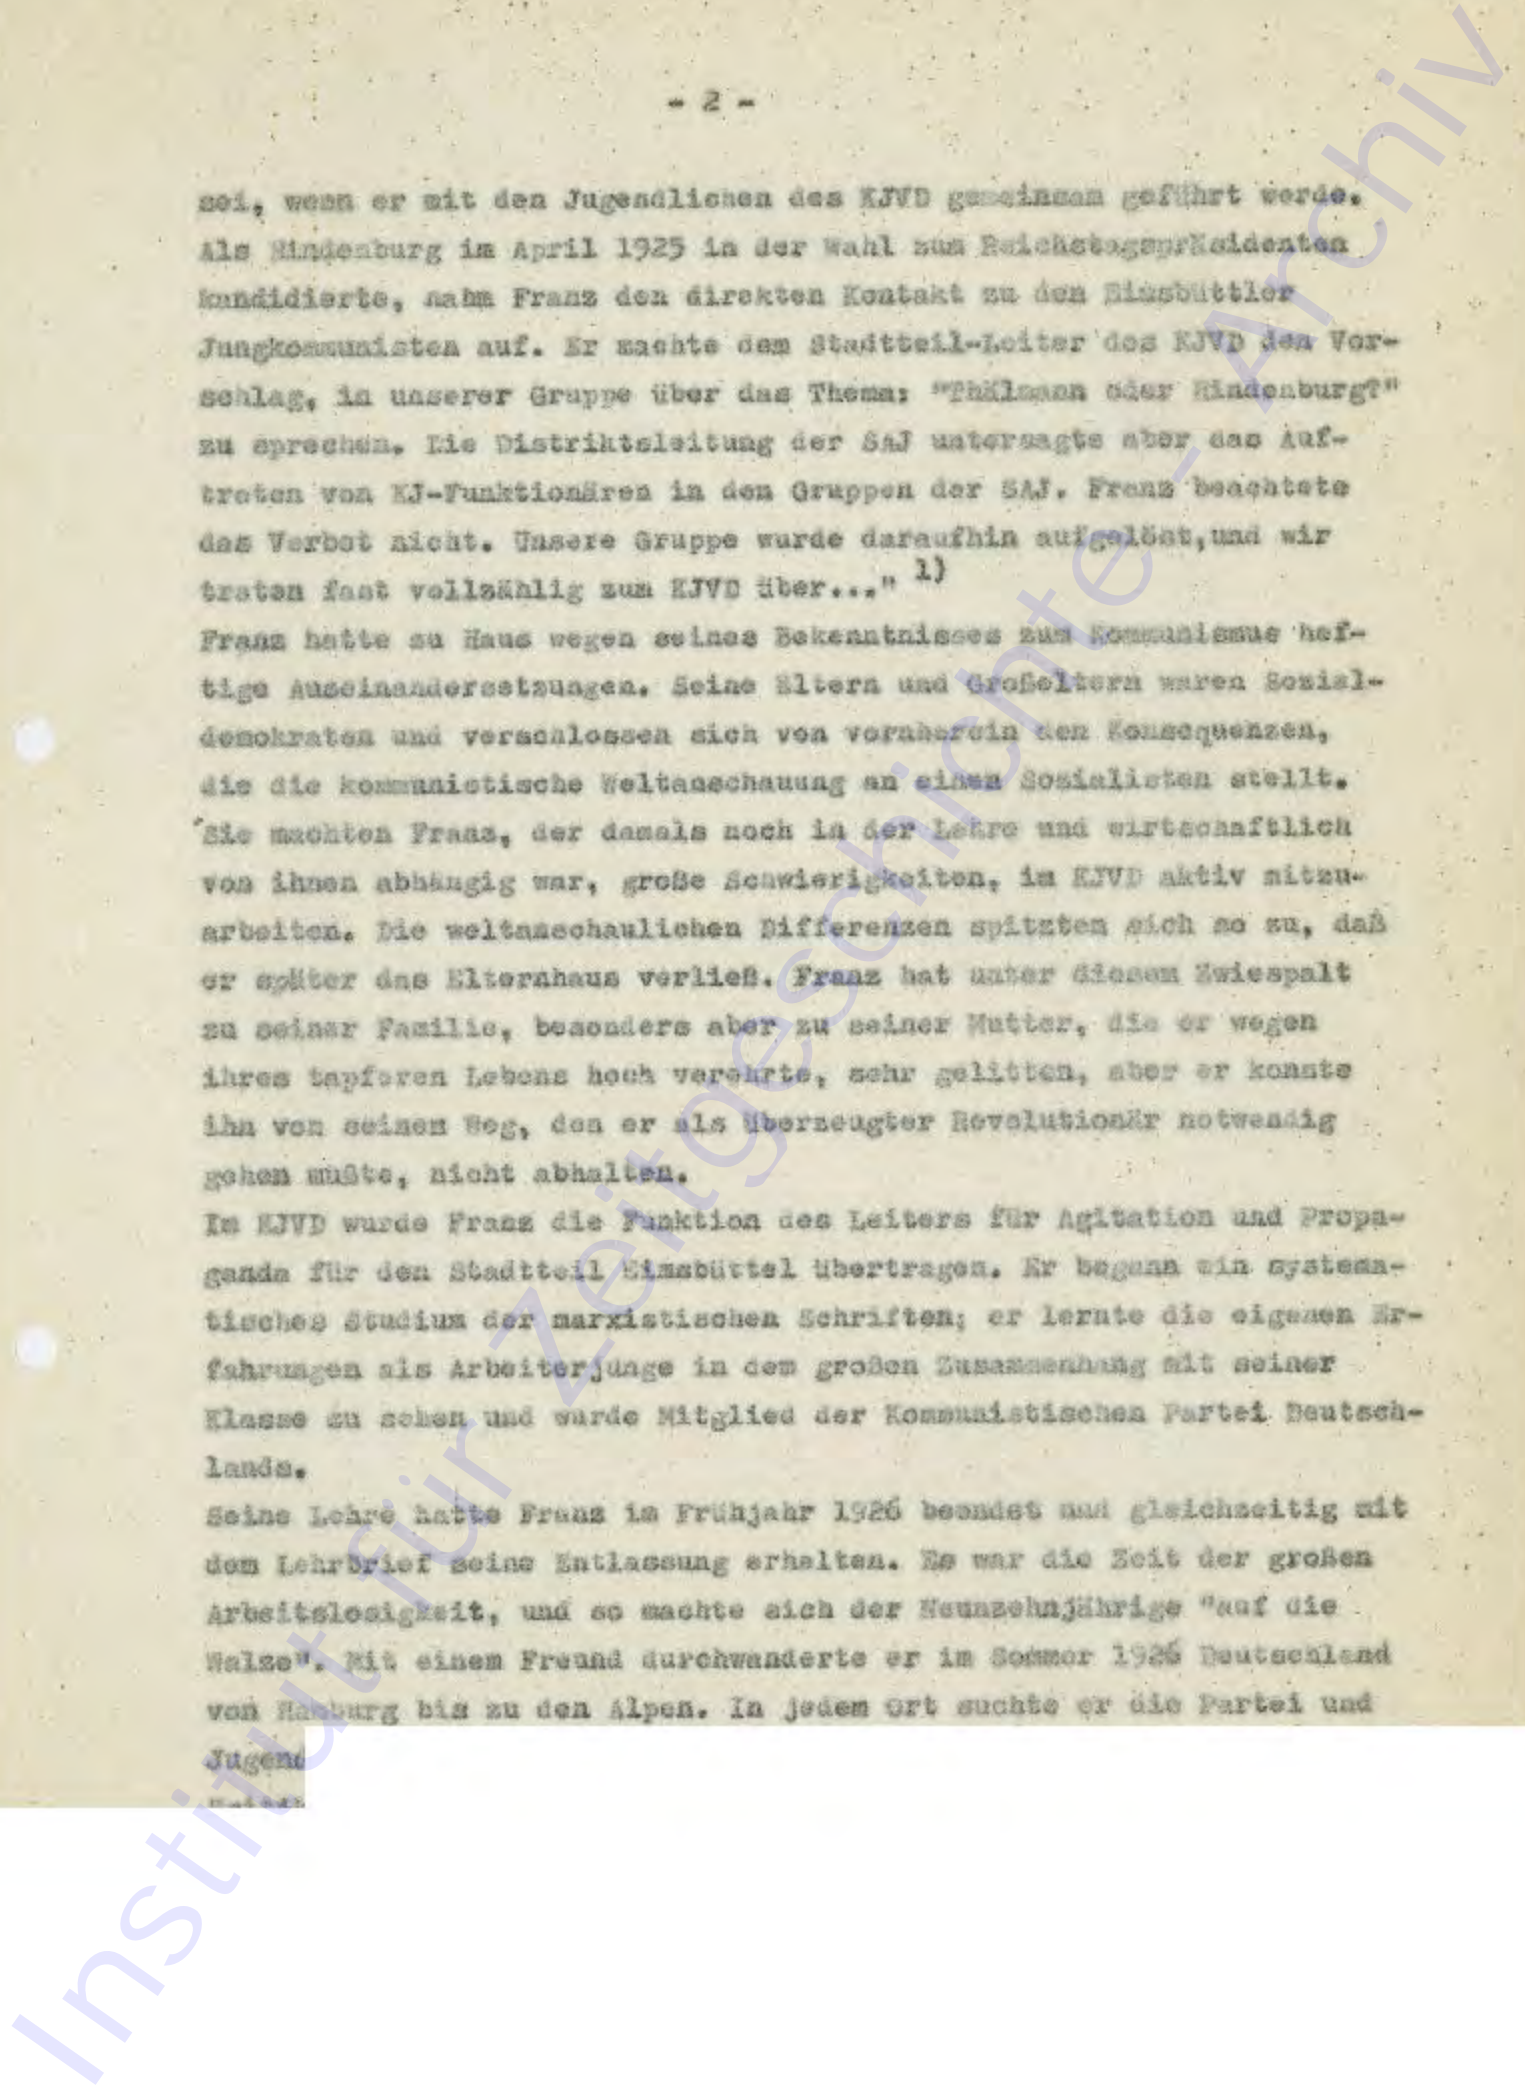 - 2 -
sei, wenn er mit den Jugendlichen des KJVD gemeinsam geführt werde.
Als Hindenburg im April 1925 in der Wahl zum Reichstagspräsidenten
kandidierte, nahm Franz den direkten Kontakt zu den Eimsbüttler
Jungkommunisten auf. Er machte dem Stadtteil-Leiter des KJVD den Vor-
schlag, in unserer Gruppe über das Thema: "Thälmann oder Hindenburg?"
zu sprechen. Die Distriktsleitung der SAJ untersagte aber das Auf-
treten von KJ-Funktionären in den Gruppen der SAJ. Franz beachtete
das Verbot nicht. Unsere Gruppe wurde daraufhin aufgelöst,und wir
traten fast vollzählig zum KJVD über..." 1)
Franz hatte zu Haus wegen seines Bekenntnisses zum Kommunismus hef-
tige Auseinandersetzungen. Seine Eltern und Großeltern waren Sozial-
demokraten und verschlossen sich von vornherein den Konsequenzen,
die die kommunistische Weltanschauung an einen Sozialisten stellt.
Sie machten Franz, der damals noch in der Lehre und wirtschaftlich
von ihnen abhängig war, große Schwierigkeiten, im KJVD aktiv mitzu-
arbeiten. Die weltanschaulichen Differenzen spitzten sich so zu, daß
er später das Elternhaus verließ. Franz hat unter diesem Zwiespalt
zu seiner Familie, besonders aber zu seiner Mutter, die er wegen
ihres tapferen Lebens hoch verehrte, sehr gelitten, aber er konnte
ihn von seinem Weg, den er als überzeugter Revolutionär notwendig
gehen mußte, nicht abhalten.
Im KJVD wurde Franz die Funktion des Leiters für Agitation und Propa-
ganda für den Stadtteil Eimsbüttel übertragen. Er begann ein systema-
tisches Studium der marxistischen Schriften; er lernte die eigenen Er-
fahrungen als Arbeiterjunge in dem großen Zusammenhang mit seiner
Klasse zu sehen und wurde Mitglied der Kommunistischen Partei Deutsch-
lands.
Seine Lehre hatte Franz im Frühjahr 1926 beendet und gleichzeitig mit
dem Lehrbrief seine Entlassung erhalten. Es war die Zeit der großen
Arbeitslosigkeit, und so machte sich der Neunzehnjährige "auf die
Walze". Mit einem Freund durchwanderte er im Sommer 1926 Deutschland
von Hamburg bis zu den Alpen. In jedem Ort suchte er die Partei und
Jugend
Institut für Zeitgeschichte - Archiv